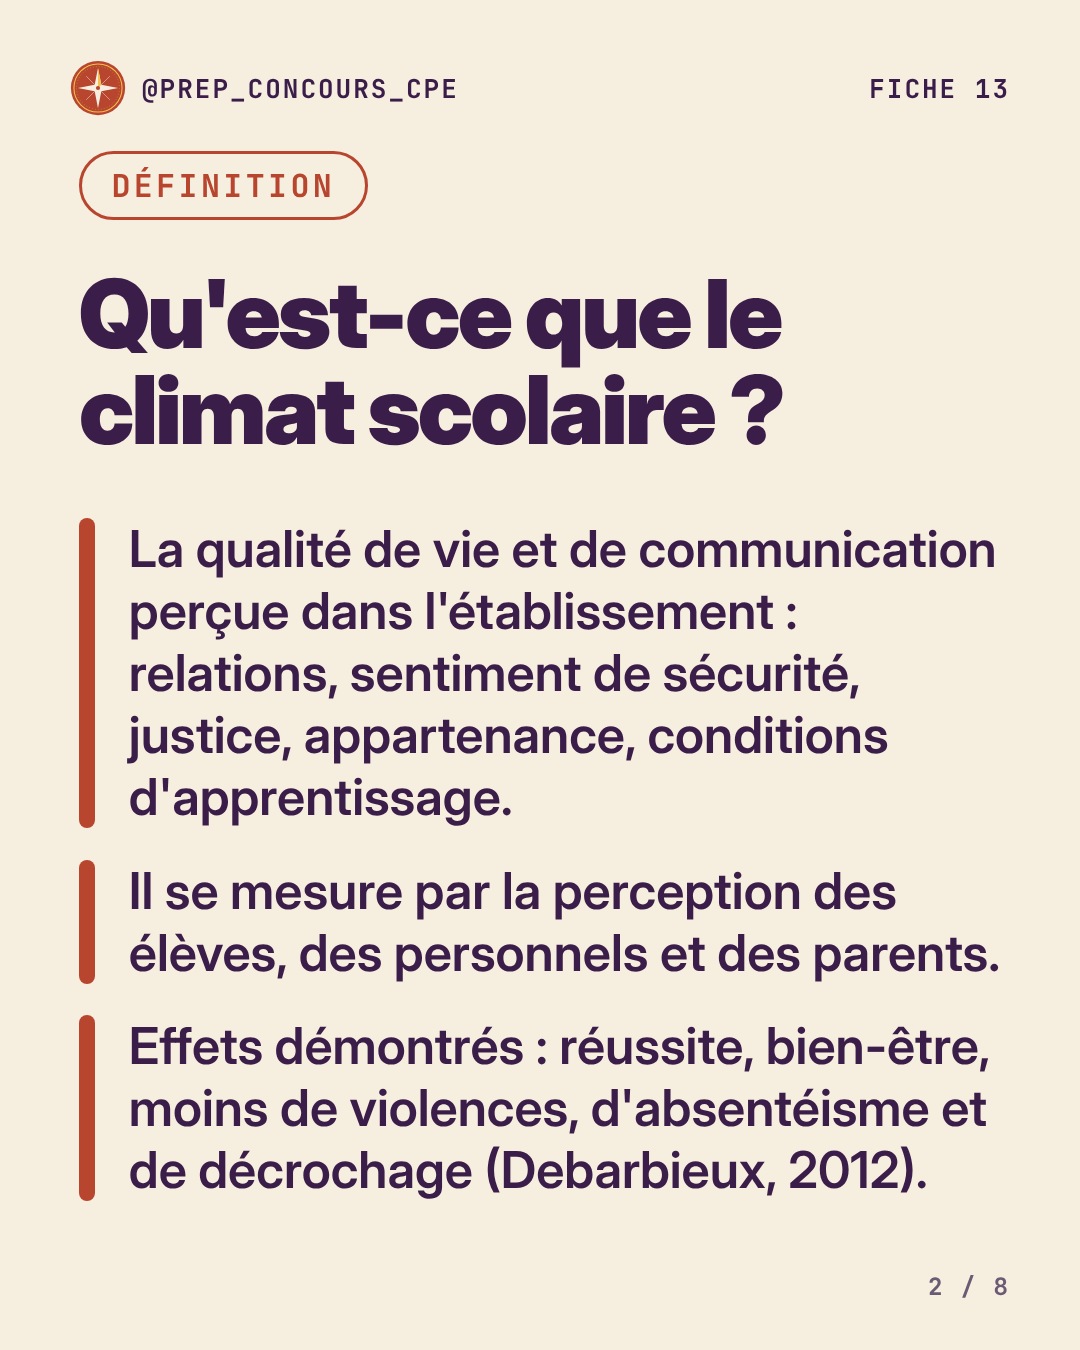 @PREP_CONCOURS_CPE
FICHE 13
DÉFINITION
Qu'est-ce que le
climat scolaire ?
La qualité de vie et de communication
perçue dans l'établissement :
relations, sentiment de sécurité,
justice, appartenance, conditions
d'apprentissage.
Il se mesure par la perception des
élèves, des personnels et des parents.
Effets démontrés : réussite, bien-être,
moins de violences, d'absentéisme et
de décrochage (Debarbieux, 2012).
2 / 8